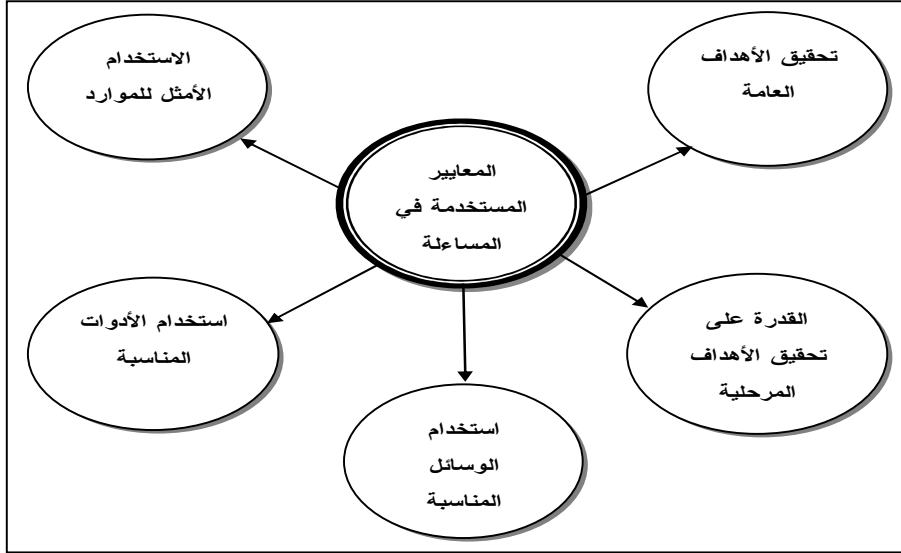 المعايير
المستخدمة في
المساءلة
تحقيق الأهداف
العامة
القدرة على
تحقيق الأهداف
المرحلية
استخدام
الوسائل
المناسبة
استخدام الأدوات
المناسبة
الاستخدام
الأمثل للموارد